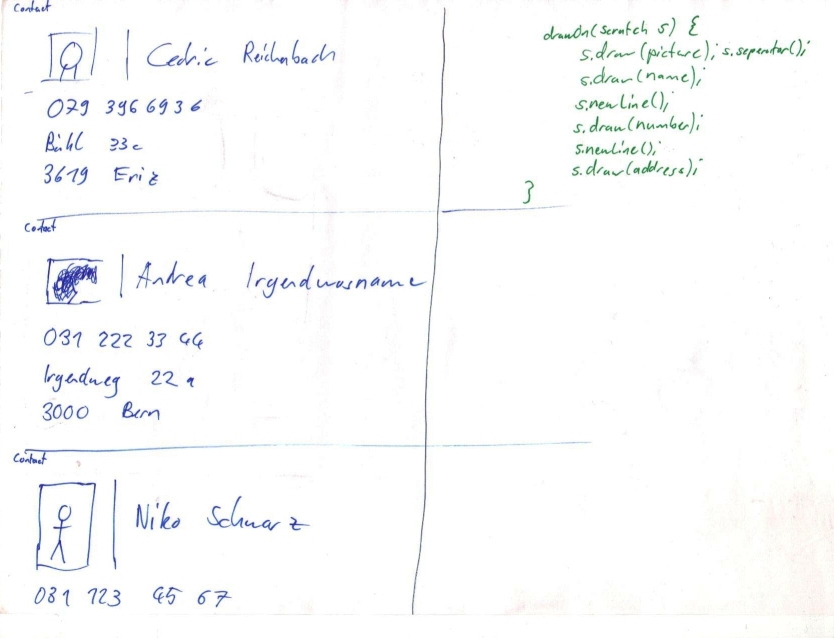 Contact
Cedric Reichenbach
079 396 69 36
Bühl 33c
3619 Eriz
Contact
Andrea Irgendwasname
031 222 33 44
Irgendweg 22a
3000 Bern
Contact
Niko Schwarz
031 123 45 67
drawOn(Scratch s) {
s.draw(picture); s.seperator();
s.draw(name);
s.newLine();
s.draw(number);
s.newLine();
s.draw(address);
}